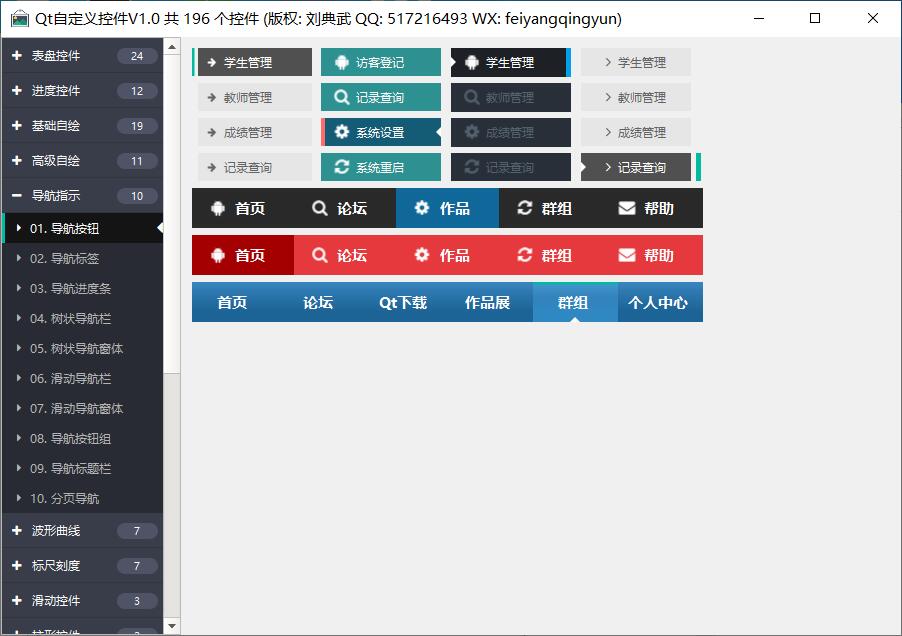 Qt自定义控件V1.0 共 196 个控件 (版权: 刘典武 QQ: 517216493 WX: feiyangqingyun)
表盘控件 24
进度控件 12
基础自绘 19
高级自绘 11
导航指示 10
01. 导航按钮
02. 导航标签
03. 导航进度条
04. 树状导航栏
05. 树状导航窗体
06. 滑动导航栏
07. 滑动导航窗体
08. 导航按钮组
09. 导航标题栏
10. 分页导航
波形曲线 7
标尺刻度 7
滑动控件 3
学生管理 访客登记 学生管理 学生管理
教师管理 记录查询 教师管理 教师管理
成绩管理 系统设置 成绩管理 成绩管理
记录查询 系统重启 记录查询 记录查询
首页 论坛 作品 群组 帮助
首页 论坛 作品 群组 帮助
首页 论坛 Qt下载 作品展 群组 个人中心